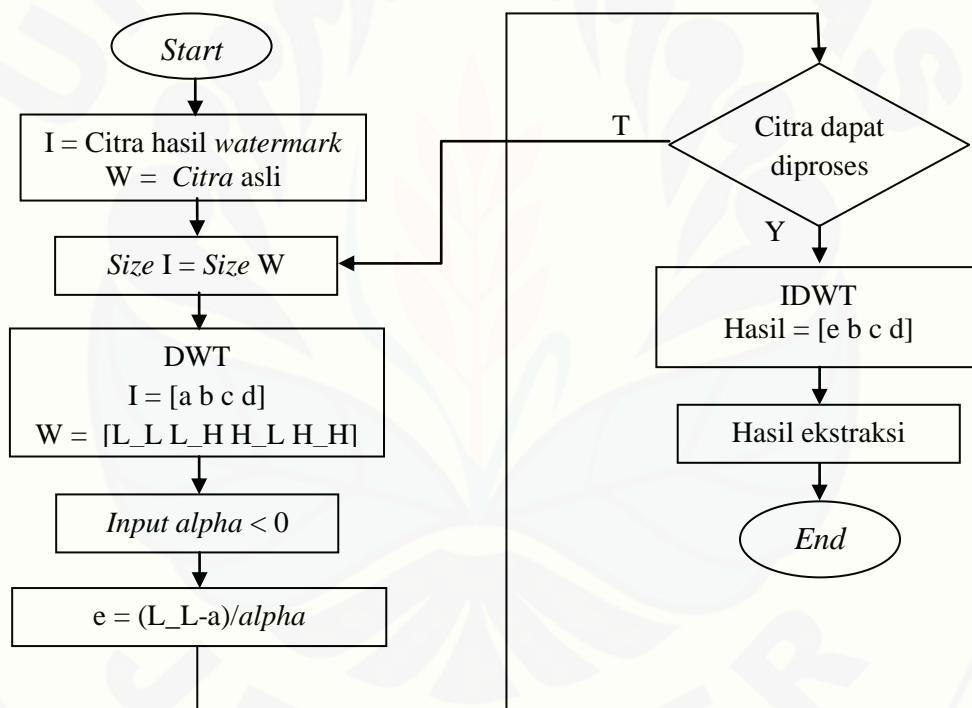 Start
I = Citra hasil watermark
W = Citra asli
Size I = Size W
DWT
I = [a b c d]
W = [L_L L_H H_L H_H]
Input alpha < 0
e = (L_L-a)/alpha
Citra dapat
diproses
T
Y
IDWT
Hasil = [e b c d]
Hasil ekstraksi
End